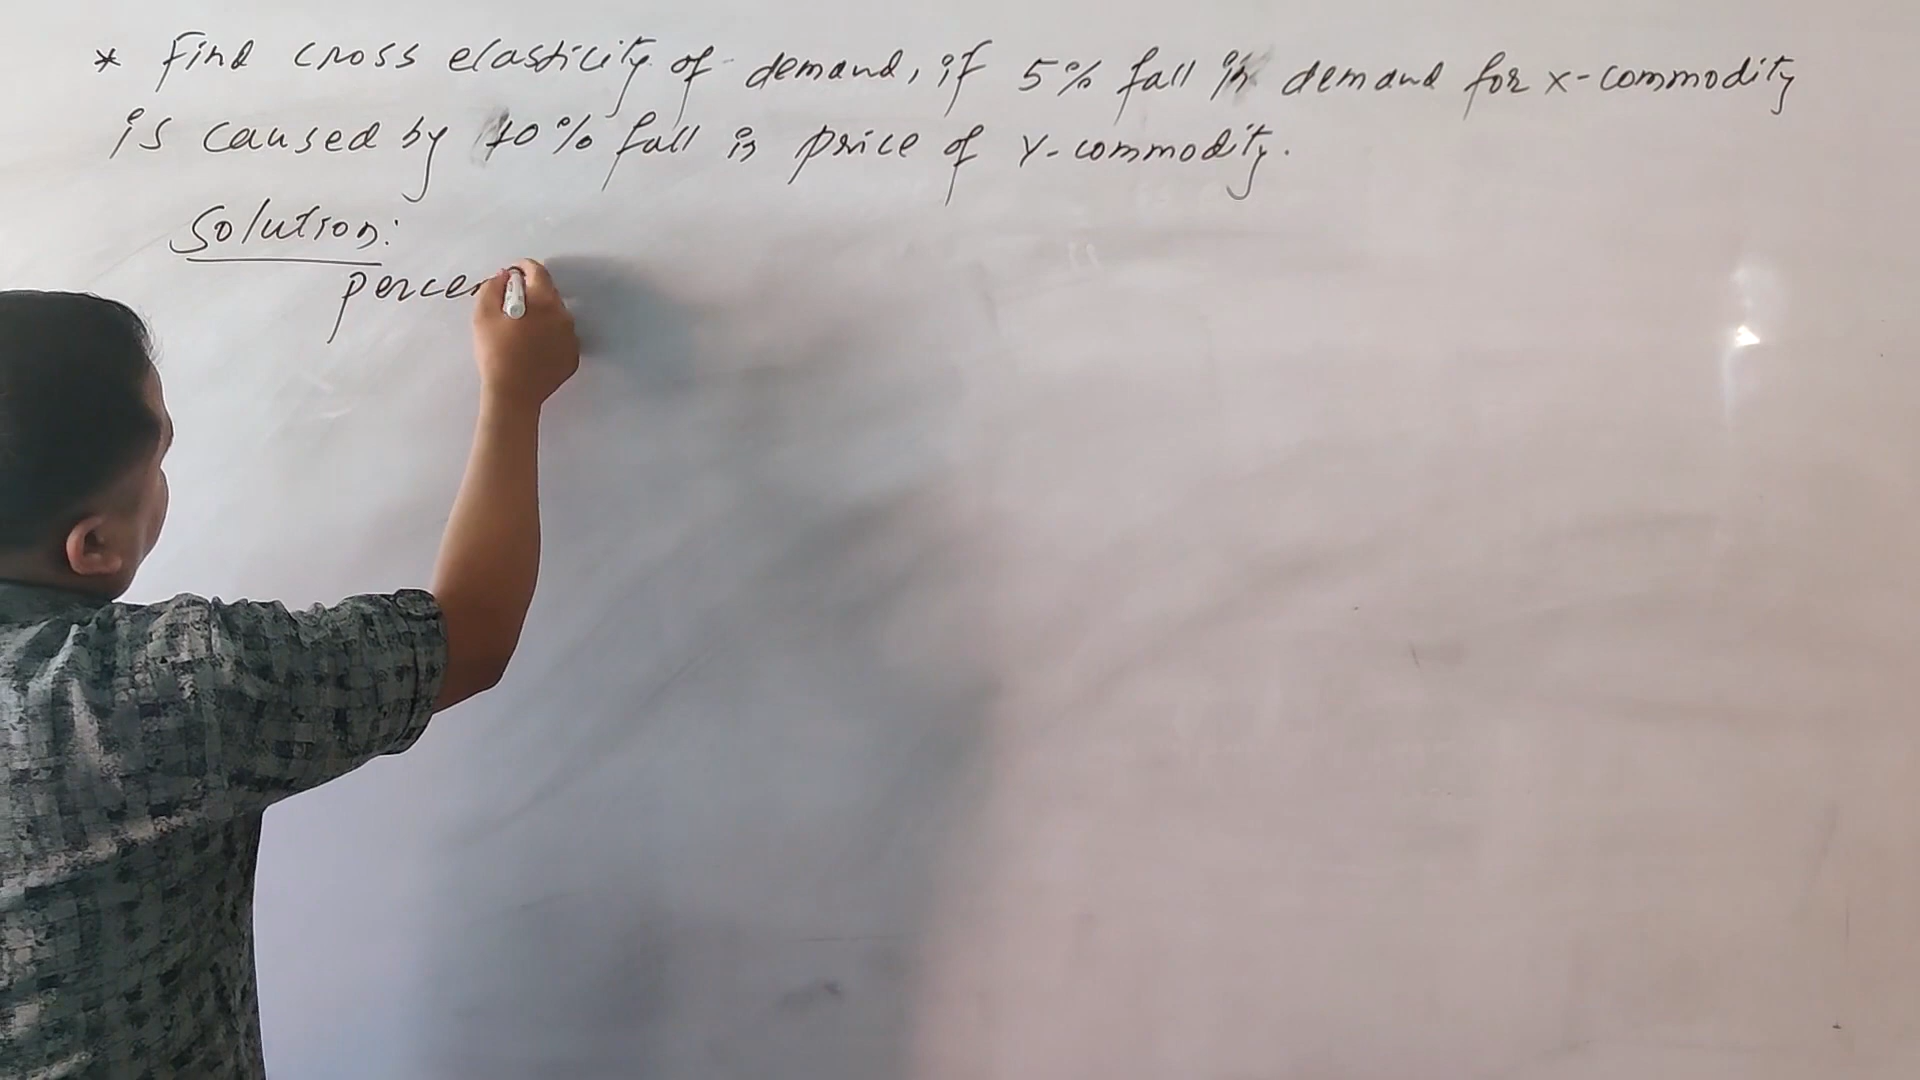 * Find cross elasticity of demand, if 5% fall in demand for x-commodity
is caused by 10% fall in price of Y-commodity.
Solution:
percen